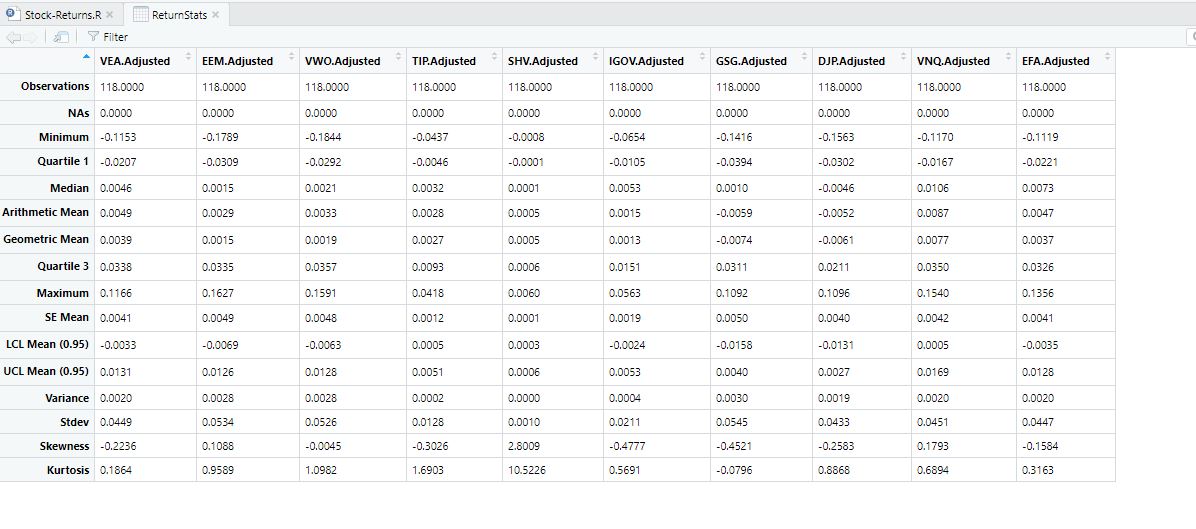 Stock-Returns.R × ReturnStats ×
Filter
VEA.Adjusted EEM.Adjusted VWO.Adjusted TIP.Adjusted SHV.Adjusted IGOV.Adjusted GSG.Adjusted DJP.Adjusted VNQ.Adjusted EFA.Adjusted
Observations 118.0000 118.0000 118.0000 118.0000 118.0000 118.0000 118.0000 118.0000 118.0000 118.0000
NAs 0.0000 0.0000 0.0000 0.0000 0.0000 0.0000 0.0000 0.0000 0.0000 0.0000
Minimum -0.1153 -0.1789 -0.1844 -0.0437 -0.0008 -0.0654 -0.1416 -0.1563 -0.1170 -0.1119
Quartile 1 -0.0207 -0.0309 -0.0292 -0.0046 -0.0001 -0.0105 -0.0394 -0.0302 -0.0167 -0.0221
Median 0.0046 0.0015 0.0021 0.0032 0.0001 0.0053 0.0010 -0.0046 0.0106 0.0073
Arithmetic Mean 0.0049 0.0029 0.0033 0.0028 0.0005 0.0015 -0.0059 -0.0052 0.0087 0.0047
Geometric Mean 0.0039 0.0015 0.0019 0.0027 0.0005 0.0013 -0.0074 -0.0061 0.0077 0.0037
Quartile 3 0.0338 0.0335 0.0357 0.0093 0.0006 0.0151 0.0311 0.0211 0.0350 0.0326
Maximum 0.1166 0.1627 0.1591 0.0418 0.0060 0.0563 0.1092 0.1096 0.1540 0.1356
SE Mean 0.0041 0.0049 0.0048 0.0012 0.0001 0.0019 0.0050 0.0040 0.0042 0.0041
LCL Mean (0.95) -0.0033 -0.0069 -0.0063 0.0005 0.0003 -0.0024 -0.0158 -0.0131 0.0005 -0.0035
UCL Mean (0.95) 0.0131 0.0126 0.0128 0.0051 0.0006 0.0053 0.0040 0.0027 0.0169 0.0128
Variance 0.0020 0.0028 0.0028 0.0002 0.0000 0.0004 0.0030 0.0019 0.0020 0.0020
Stdev 0.0449 0.0534 0.0526 0.0128 0.0010 0.0211 0.0545 0.0433 0.0451 0.0447
Skewness -0.2236 0.1088 -0.0045 -0.3026 2.8009 -0.4777 -0.4521 -0.2583 0.1793 -0.1584
Kurtosis 0.1864 0.9589 1.0982 1.6903 10.5226 0.5691 -0.0796 0.8868 0.6894 0.3163